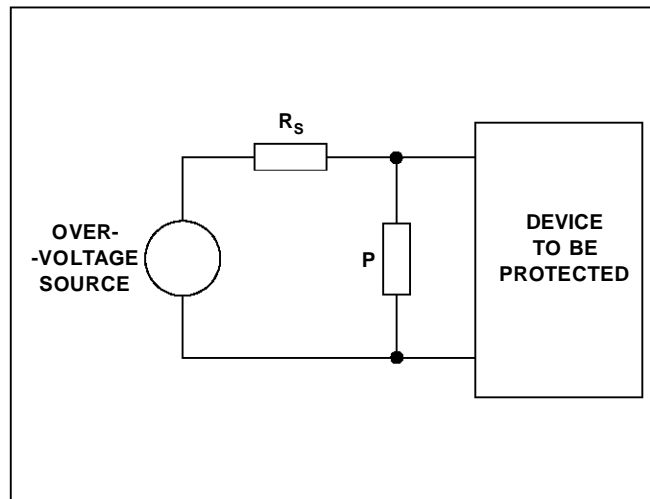 R_S
OVER-
-VOLTAGE
SOURCE
P
DEVICE
TO BE
PROTECTED